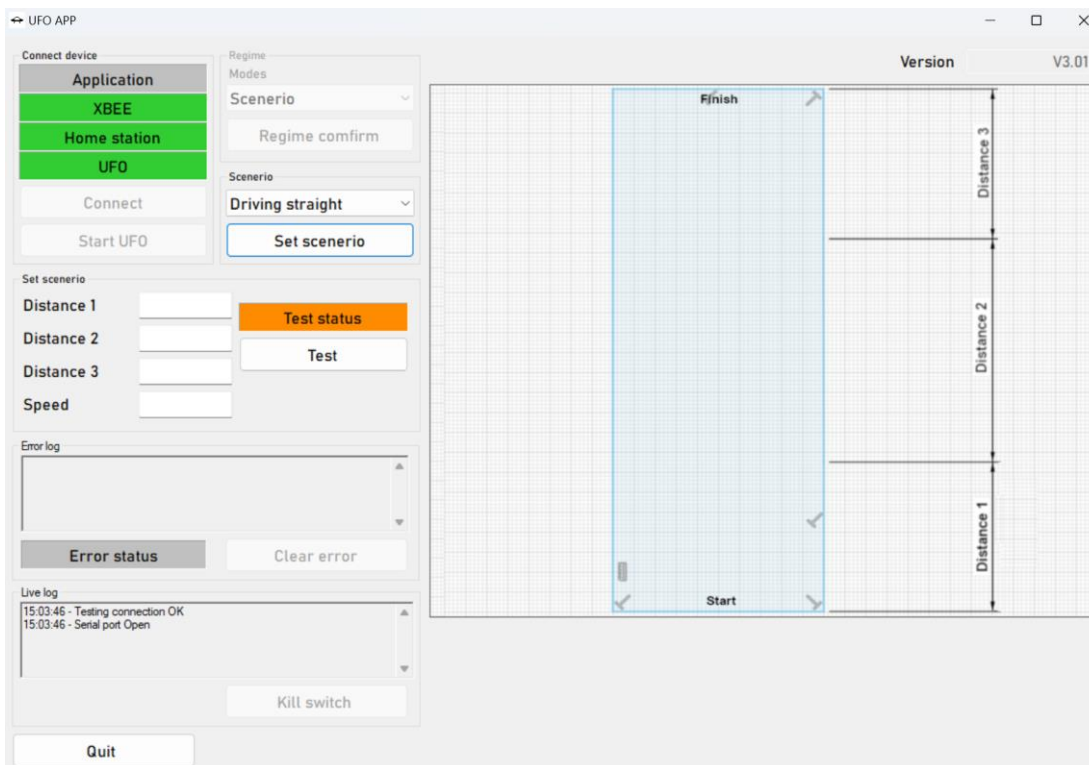 UFO APP
Connect device
Application
XBEE
Home station
UFO
Connect
Start UFO
Regime
Modes
Scenerio
Regime comfirm
Scenerio
Driving straight
Set scenerio
Set scenerio
Distance 1
Distance 2
Distance 3
Speed
Test status
Test
Error log
Error status
Clear error
Live log
15:03:46 - Testing connection OK
15:03:46 - Serial port Open
Kill switch
Quit
Version V3.01
Finish
Distance 3
Distance 2
Distance 1
Start